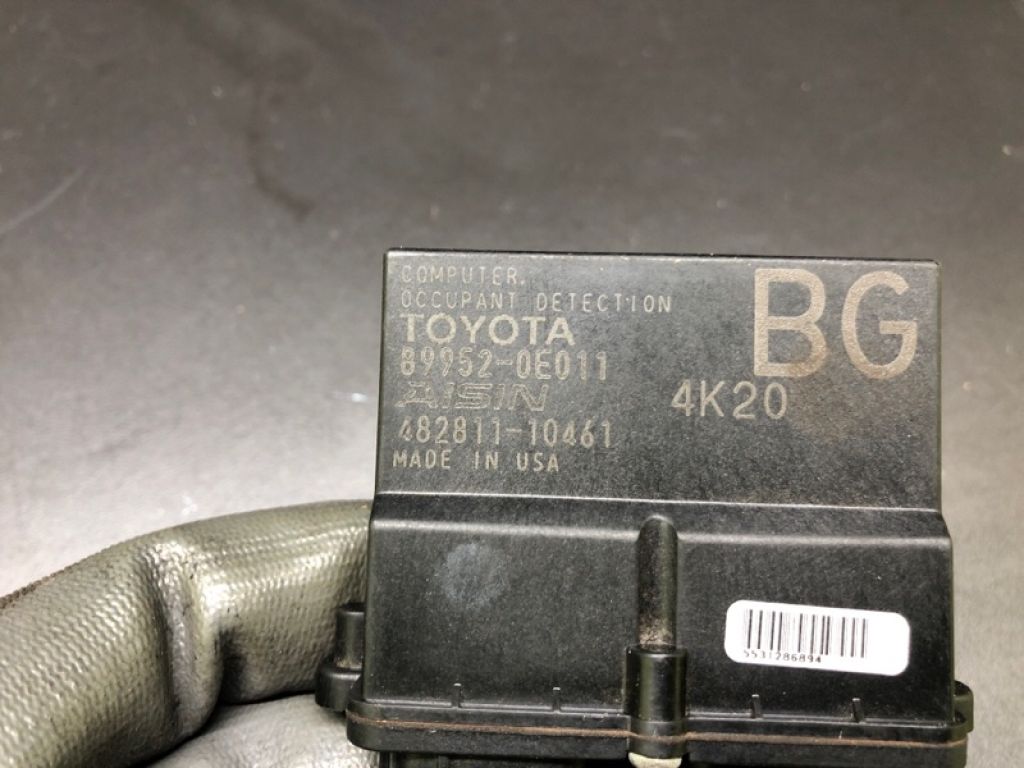 COMPUTER,
OCCUPANT DETECTION
TOYOTA
89952-0E011
AISIN
482811-10461
MADE IN USA
BG
4K20
5531286894